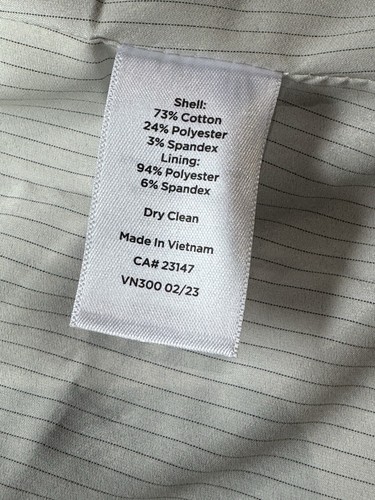 Shell:
73% Cotton
24% Polyester
3% Spandex
Lining:
94% Polyester
6% Spandex
Dry Clean
Made In Vietnam
CA# 23147
VN300 02/23